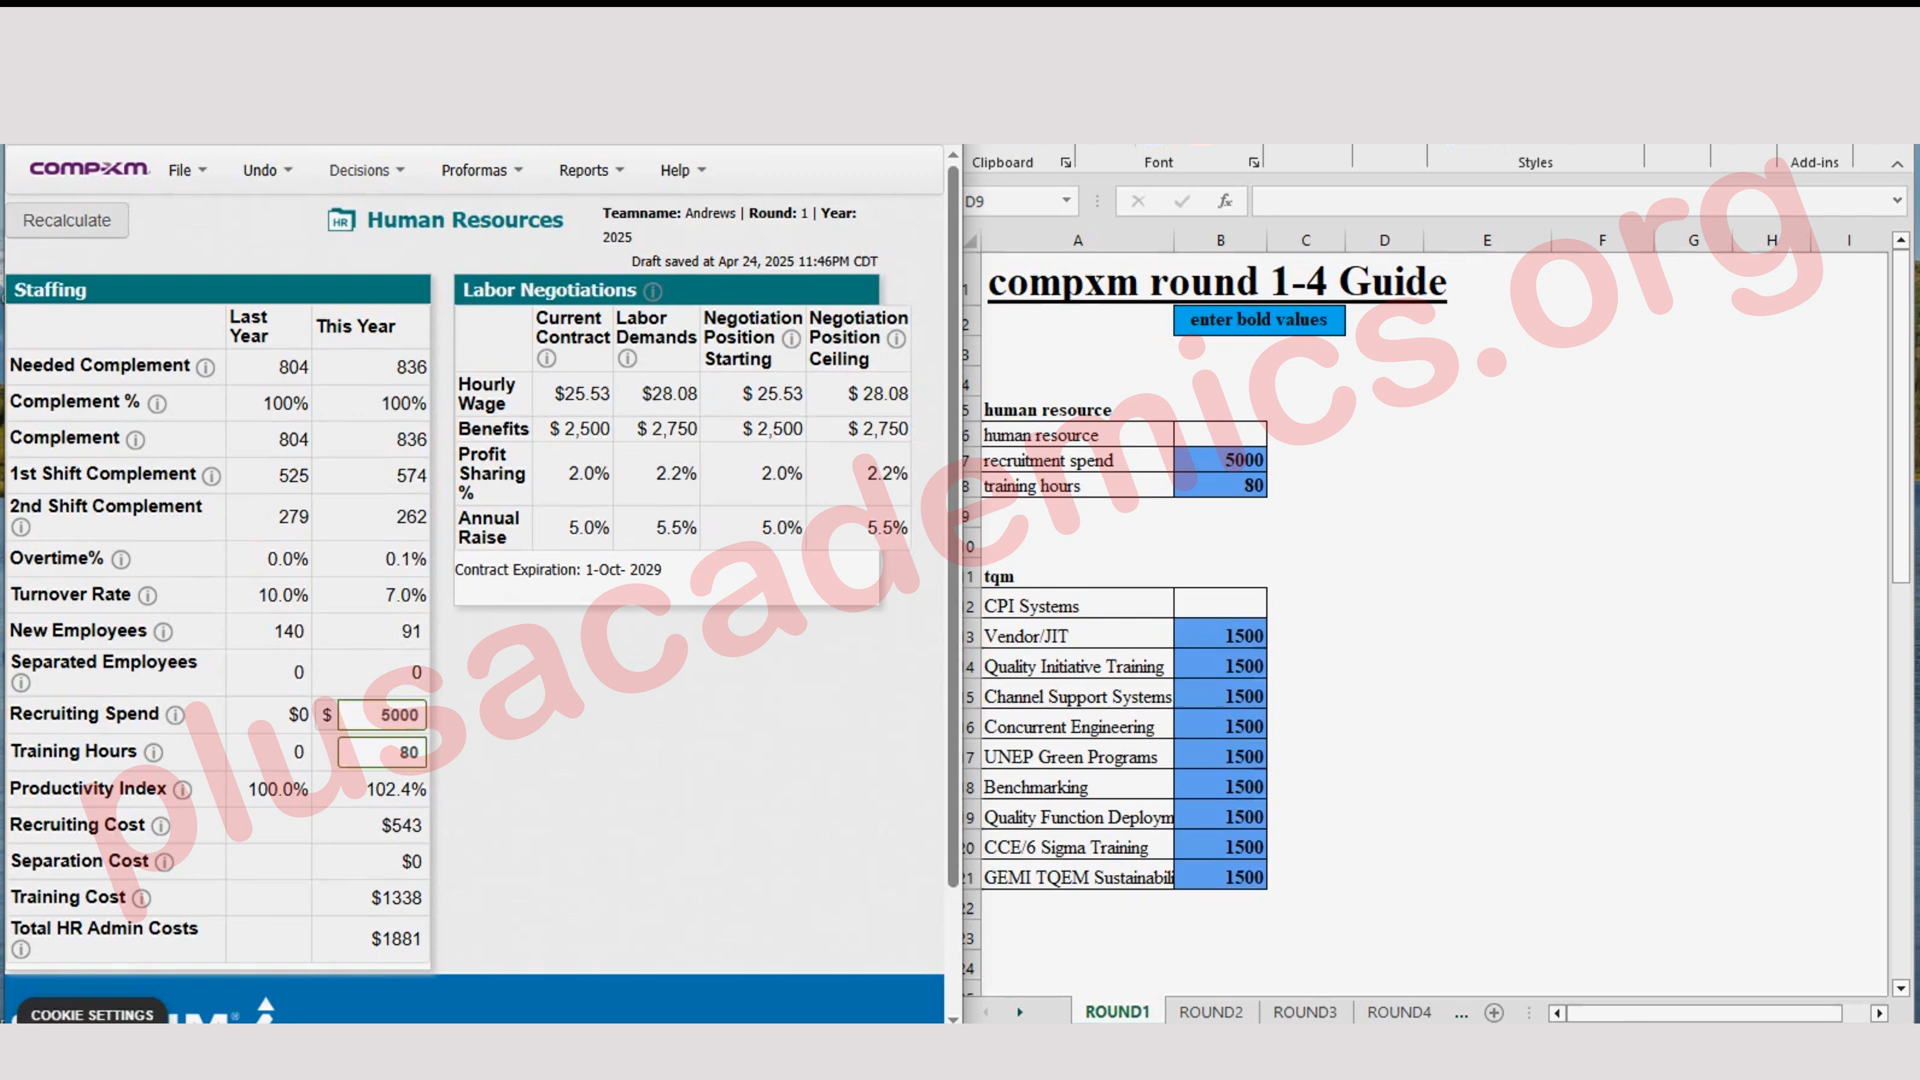 COMPXM File Undo Decisions Proformas Reports Help
Recalculate
HR Human Resources
Teamname: Andrews | Round: 1 | Year:
2025
Draft saved at Apr 24, 2025 11:46PM CDT
Staffing
Last Year This Year
Needed Complement 804 836
Complement % 100% 100%
Complement 804 836
1st Shift Complement 525 574
2nd Shift Complement 279 262
Overtime% 0.0% 0.1%
Turnover Rate 10.0% 7.0%
New Employees 140 91
Separated Employees 0 0
Recruiting Spend $0 $ 5000
Training Hours 0 80
Productivity Index 100.0% 102.4%
Recruiting Cost $543
Separation Cost $0
Training Cost $1338
Total HR Admin Costs $1881
COOKIE SETTINGS
Labor Negotiations
Current Contract Labor Demands Negotiation Position Starting Negotiation Position Ceiling
Hourly Wage $25.53 $28.08 $ 25.53 $ 28.08
Benefits $ 2,500 $ 2,750 $ 2,500 $ 2,750
Profit Sharing % 2.0% 2.2% 2.0% 2.2%
Annual Raise 5.0% 5.5% 5.0% 5.5%
Contract Expiration: 1-Oct- 2029
Clipboard Font Styles Add-ins
D9 fx
A B C D E F G H I
compxm round 1-4 Guide
enter bold values
human resource
human resource
recruitment spend 5000
training hours 80
tqm
CPI Systems
Vendor/JIT 1500
Quality Initiative Training 1500
Channel Support Systems 1500
Concurrent Engineering 1500
UNEP Green Programs 1500
Benchmarking 1500
Quality Function Deploym 1500
CCE/6 Sigma Training 1500
GEMI TQEM Sustainabili 1500
ROUND1 ROUND2 ROUND3 ROUND4 ...
plusacademics.org